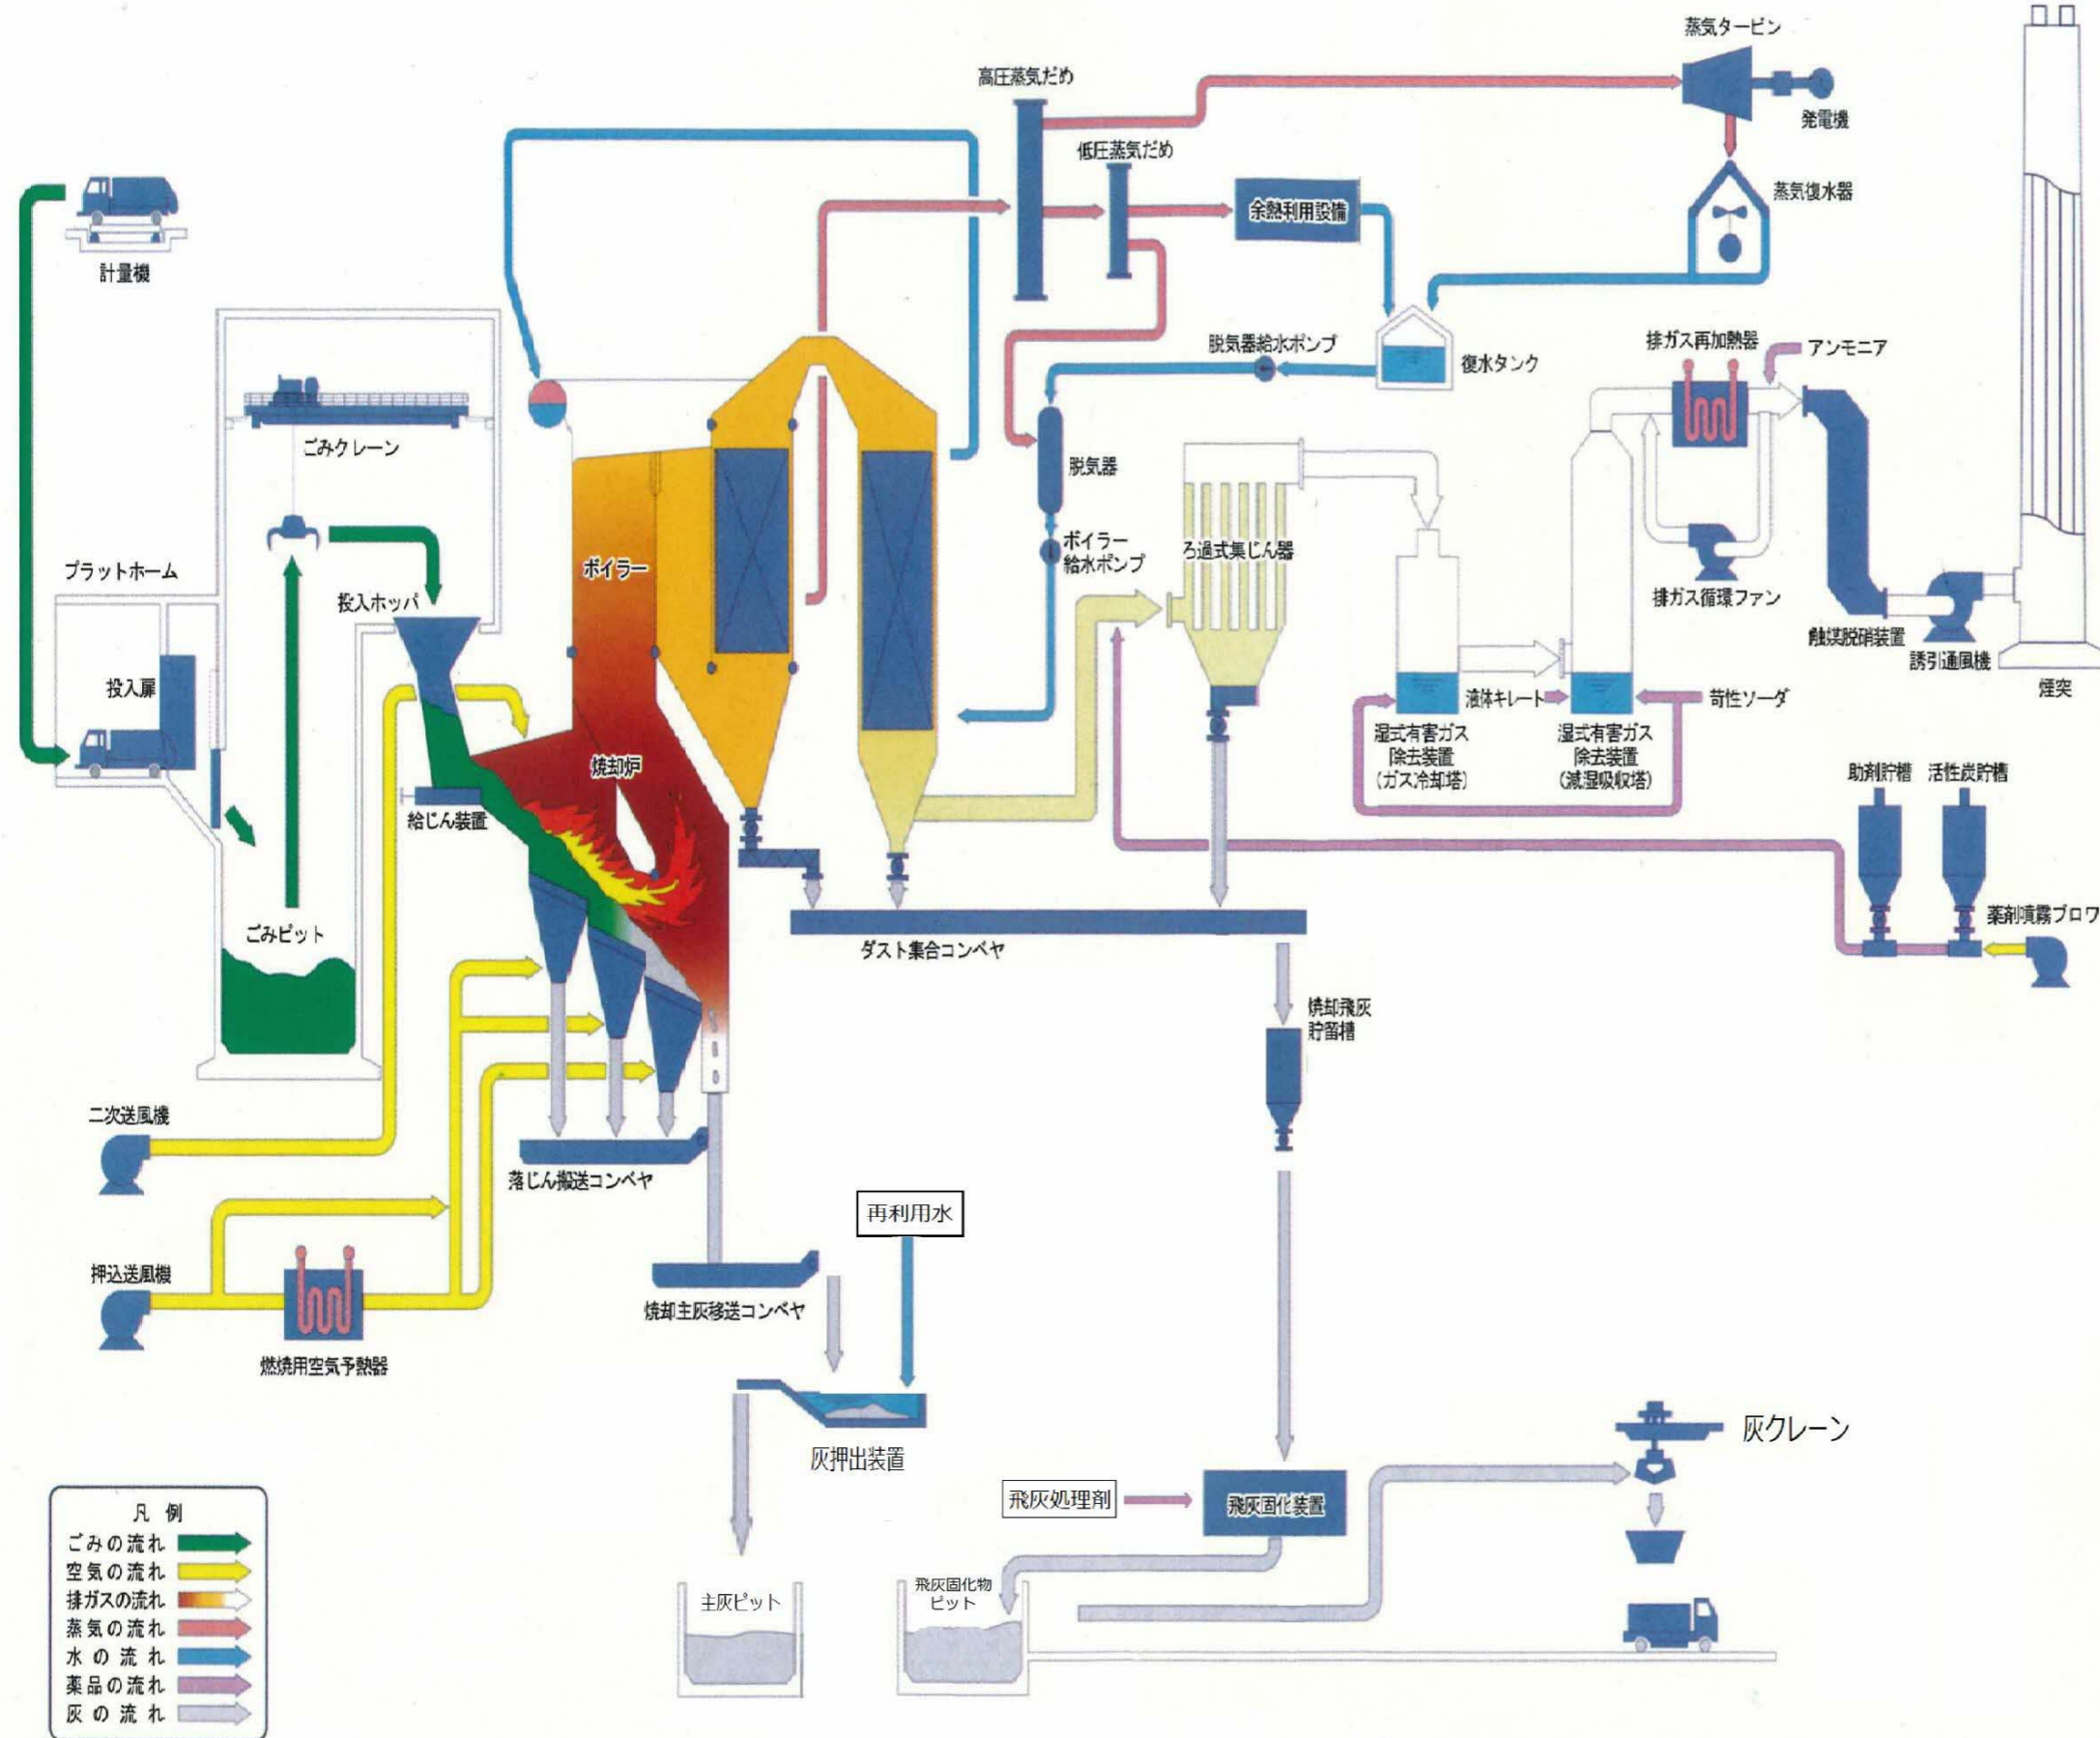 蒸気タービン
高圧蒸気だめ
発電機
低圧蒸気だめ
蒸気復水器
余熱利用設備
計量機
脱気器給水ポンプ
排ガス再加熱器
アンモニア
復水タンク
ごみクレーン
脱気器
ボイラー
給水ポンプ
ろ過式集じん器
ボイラー
プラットホーム
投入ホッパ
排ガス循環ファン
触媒脱硝装置
誘引通風機
煙突
投入扉
液体キレート
苛性ソーダ
湿式有害ガス
除去装置
(ガス冷却塔)
湿式有害ガス
除去装置
(減湿吸収塔)
焼却炉
助剤貯槽
活性炭貯槽
給じん装置
薬剤噴霧ブロワ
ごみピット
ダスト集合コンベヤ
焼却飛灰
貯留槽
二次送風機
落じん搬送コンベヤ
再利用水
押込送風機
焼却主灰移送コンベヤ
燃焼用空気予熱器
灰押出装置
灰クレーン
飛灰処理剤
飛灰固化装置
主灰ピット
飛灰固化物
ピット
凡 例
ごみの流れ
空気の流れ
排ガスの流れ
蒸気の流れ
水 の 流 れ
薬品の流れ
灰 の 流 れ